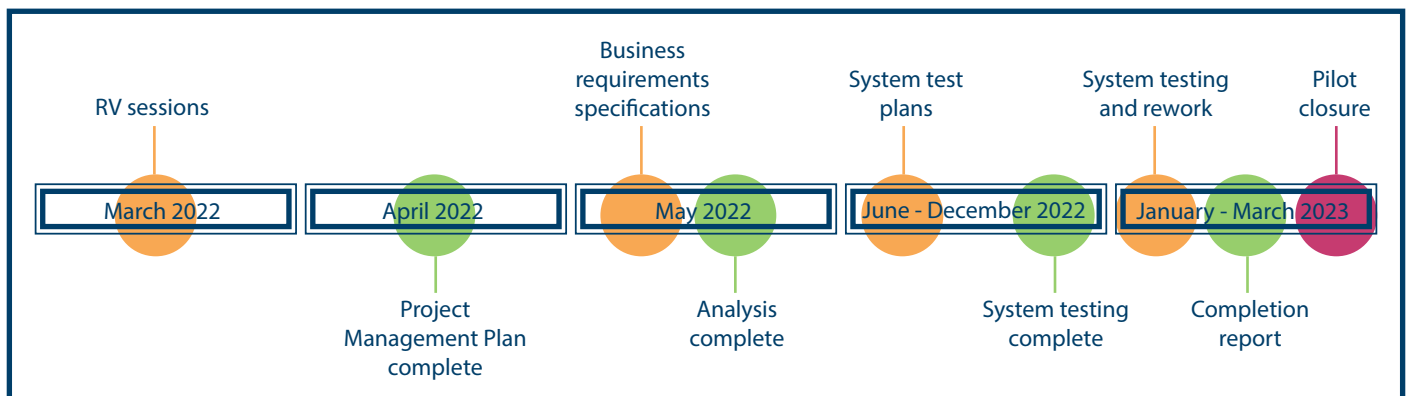 RV sessions
Business
requirements
specifications
System test
plans
System testing
and rework
Pilot
closure
March 2022
April 2022
May 2022
June - December 2022
January - March 2023
Project
Management Plan
complete
Analysis
complete
System testing
complete
Completion
report